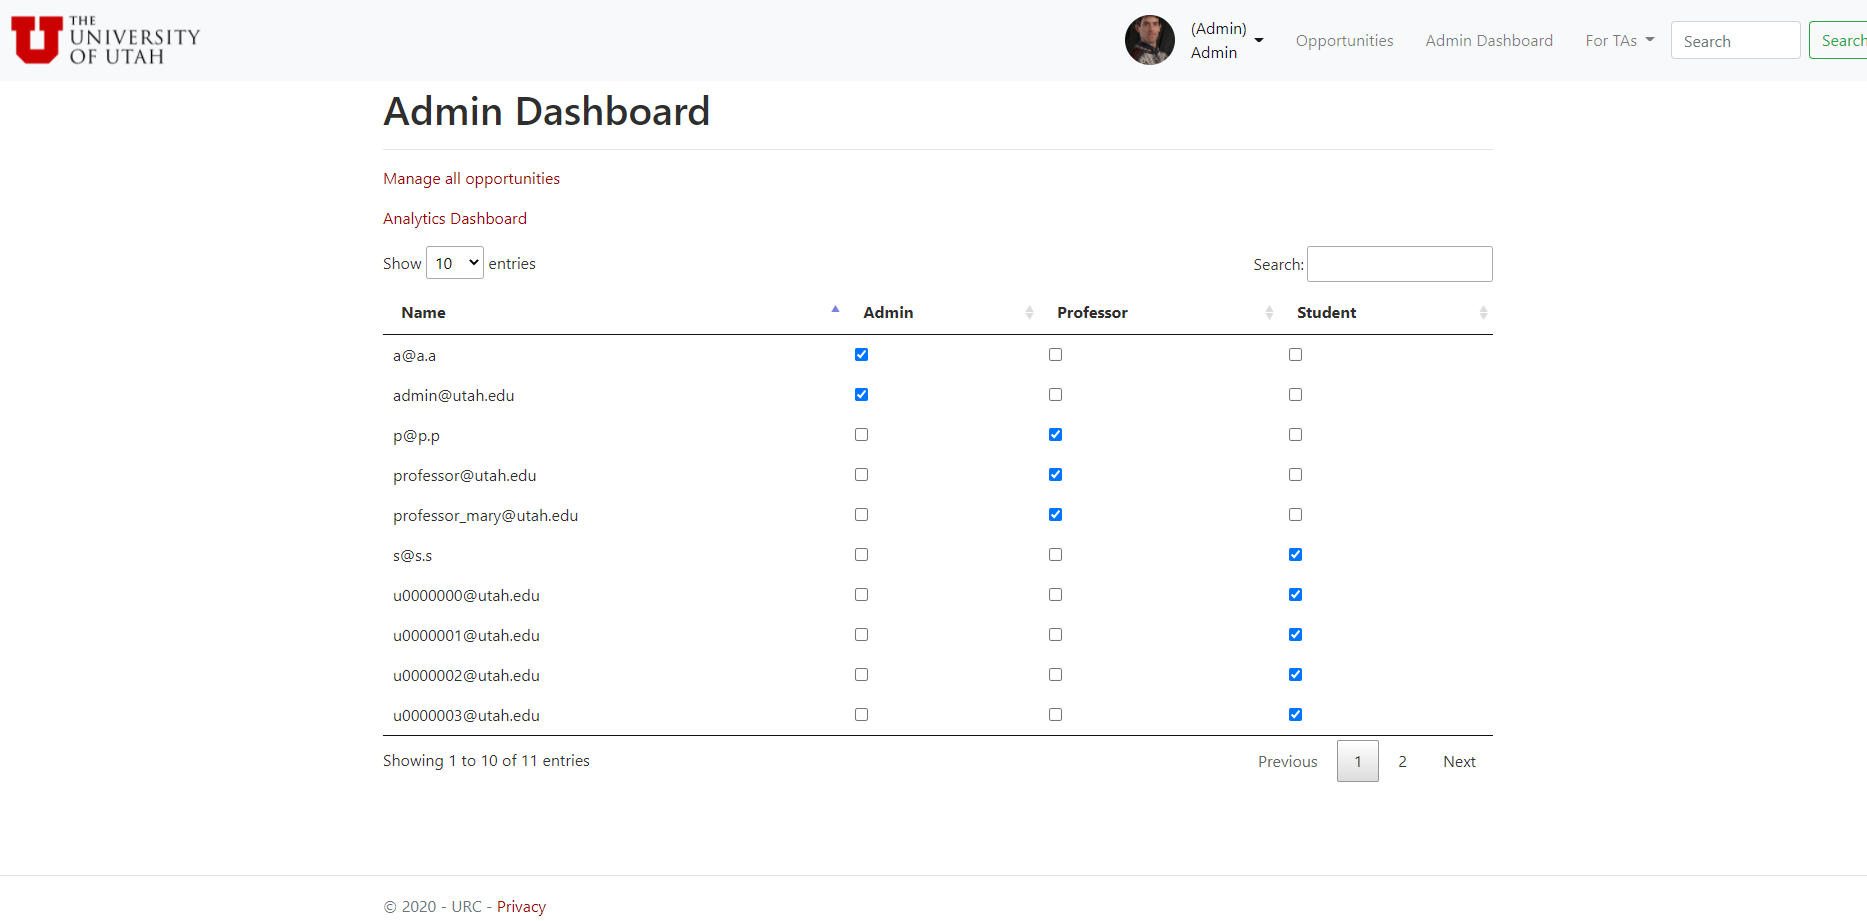 THE
UNIVERSITY
OF UTAH
(Admin)
Admin
Opportunities
Admin Dashboard
For TAs
Search
Search
Admin Dashboard
Manage all opportunities
Analytics Dashboard
Show 10 entries
Search:
Name Admin Professor Student
a@a.a
admin@utah.edu
p@p.p
professor@utah.edu
professor_mary@utah.edu
s@s.s
u0000000@utah.edu
u0000001@utah.edu
u0000002@utah.edu
u0000003@utah.edu
Showing 1 to 10 of 11 entries
Previous 1 2 Next
© 2020 - URC - Privacy